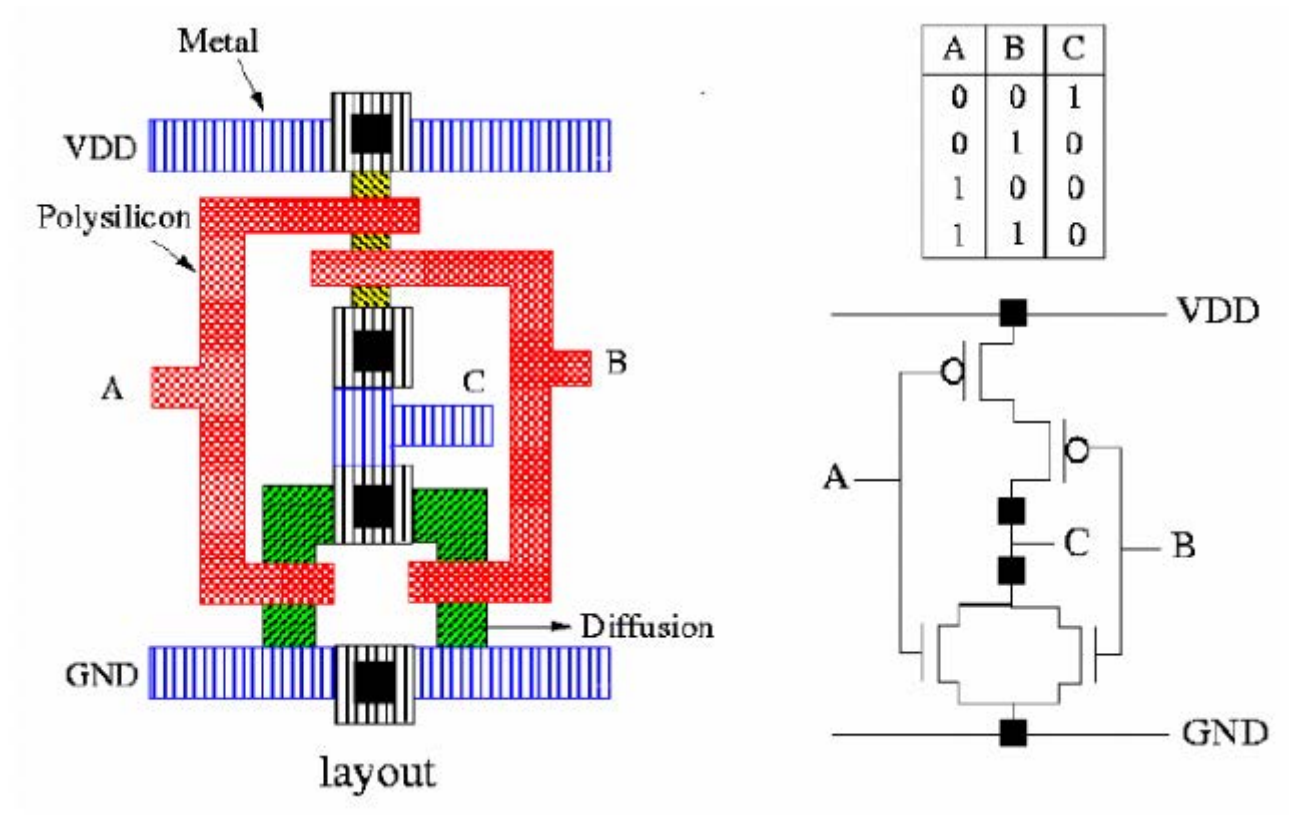 Metal
VDD
Polysilicon
A
B
C
Diffusion
GND
layout
A B C
0 0 1
0 1 0
1 0 0
1 1 0
VDD
A
C
B
GND